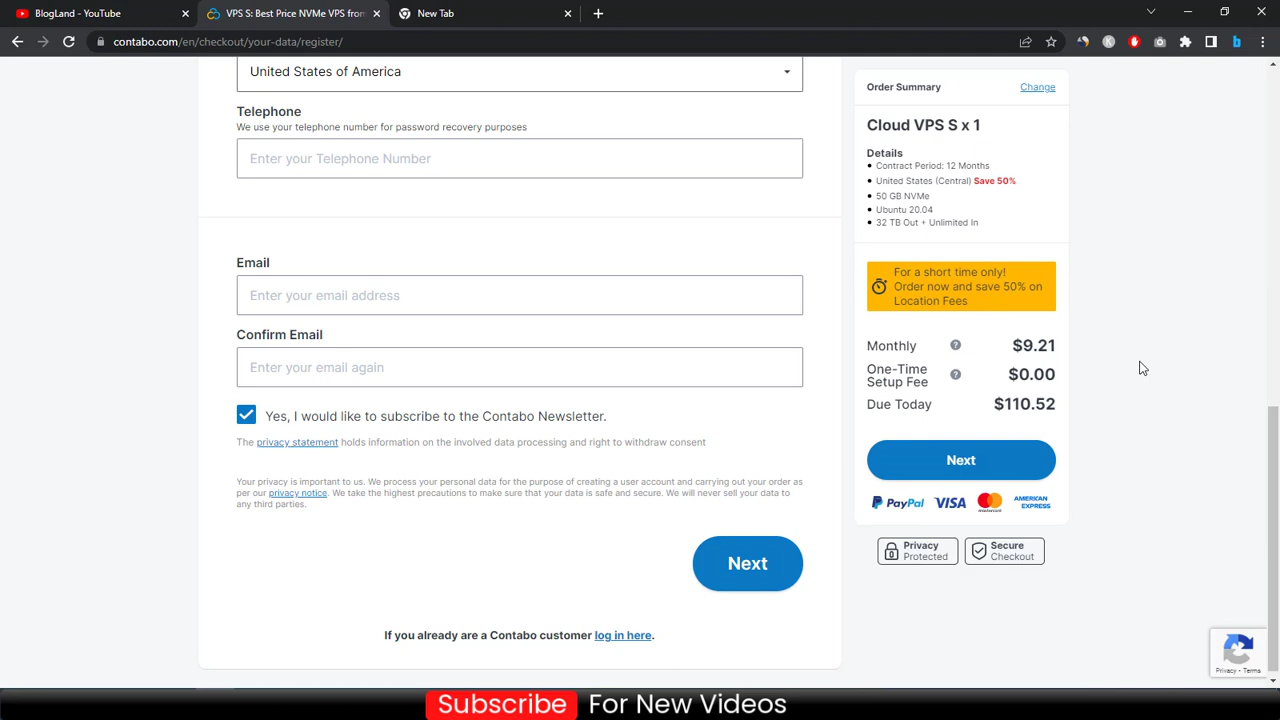 BlogLand - YouTube
VPS S: Best Price NVMe VPS from
New Tab
contabo.com/en/checkout/your-data/register/
United States of America
Telephone
We use your telephone number for password recovery purposes
Enter your Telephone Number
Email
Enter your email address
Confirm Email
Enter your email again
Yes, I would like to subscribe to the Contabo Newsletter.
The privacy statement holds information on the involved data processing and right to withdraw consent
Your privacy is important to us. We process your personal data for the purpose of creating a user account and carrying out your order as
per our privacy notice. We take the highest precautions to make sure that your data is safe and secure. We will never sell your data to
any third parties.
Next
If you already are a Contabo customer log in here.
Order Summary Change
Cloud VPS S x 1
Details
Contract Period: 12 Months
United States (Central) Save 50%
50 GB NVMe
Ubuntu 20.04
32 TB Out + Unlimited In
For a short time only!
Order now and save 50% on
Location Fees
Monthly ? $9.21
One-Time
Setup Fee ? $0.00
Due Today $110.52
Next
PayPal VISA mastercard AMERICAN EXPRESS
Privacy Protected
Secure Checkout
Privacy - Terms
Subscribe For New Videos